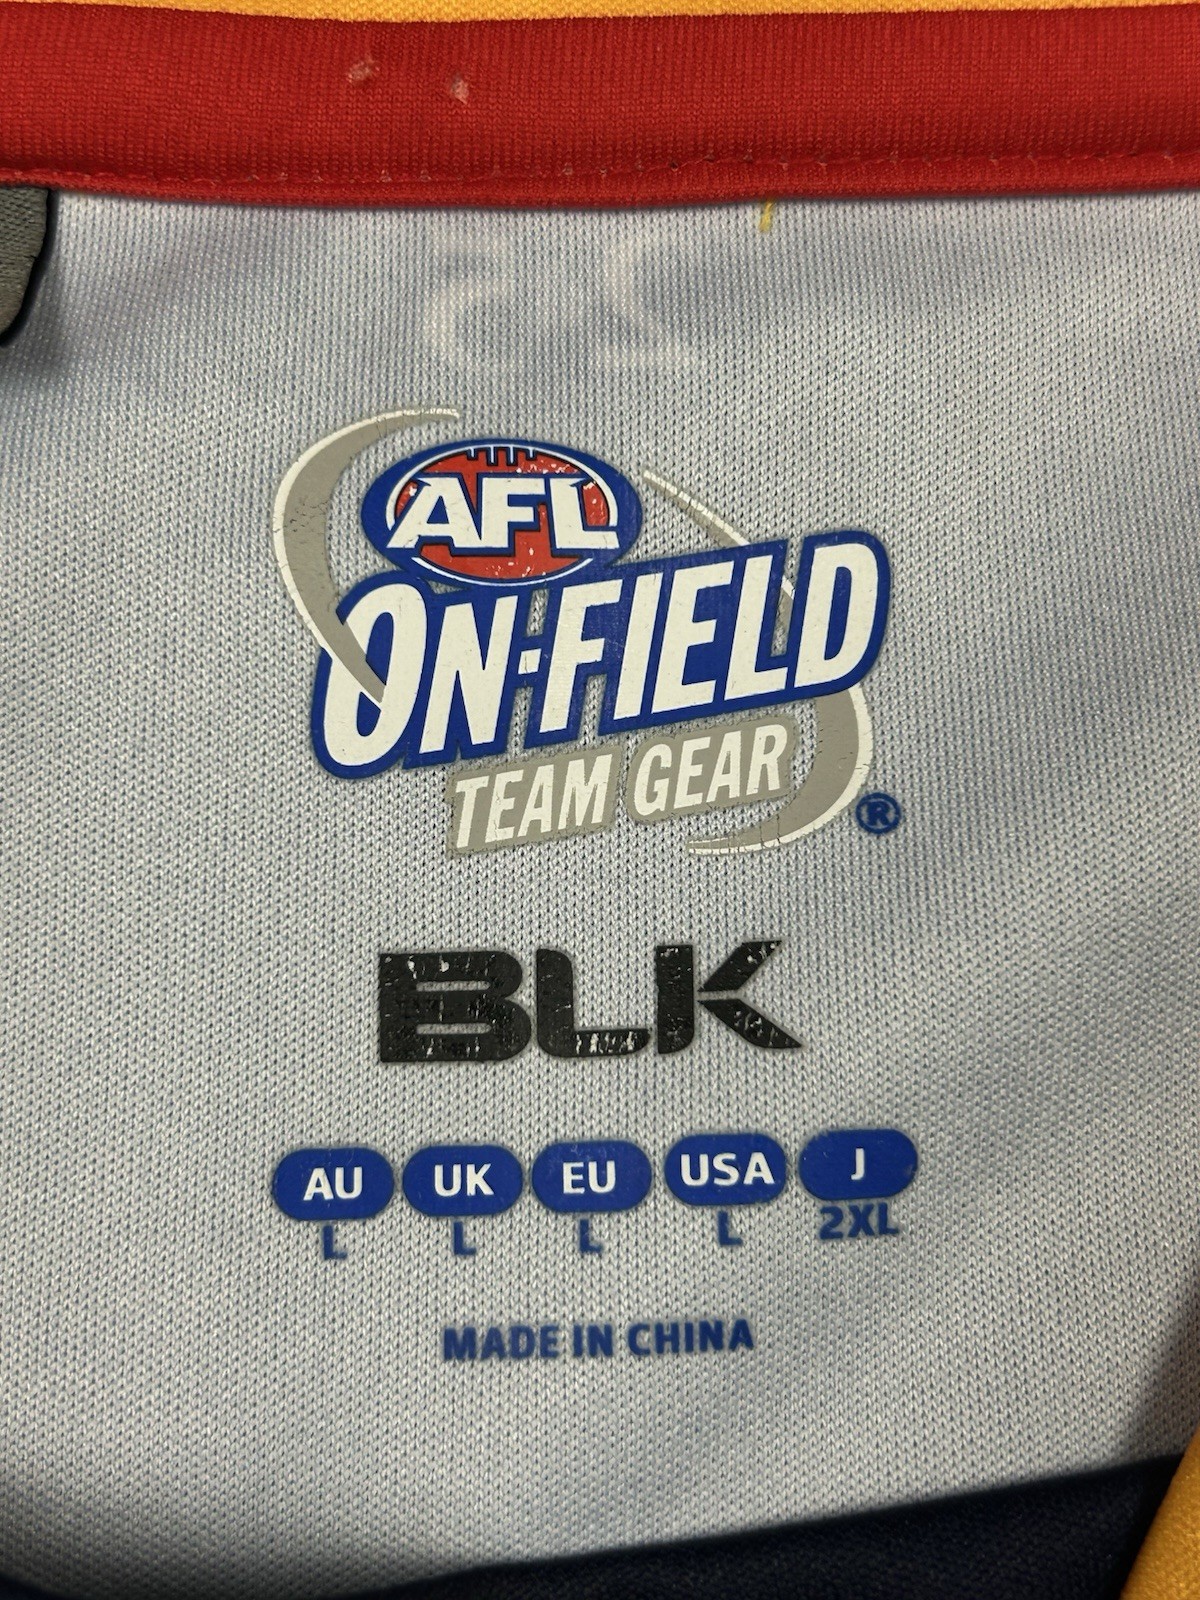 AFL
ON-FIELD
TEAM GEAR
®
BLK
AU UK EU USA J
L L L L 2XL
MADE IN CHINA